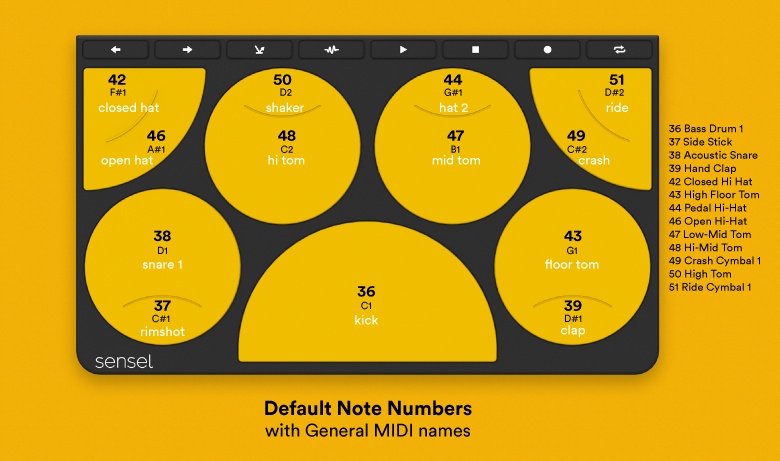 42
F#1
closed hat
46
A#1
open hat
50
D2
shaker
48
C2
hi tom
44
G#1
hat 2
47
B1
mid tom
51
D#2
ride
49
C#2
crash
38
D1
snare 1
37
C#1
rimshot
36
C1
kick
43
G1
floor tom
39
D#1
clap
sensel
36 Bass Drum 1
37 Side Stick
38 Acoustic Snare
39 Hand Clap
42 Closed Hi Hat
43 High Floor Tom
44 Pedal Hi-Hat
46 Open Hi-Hat
47 Low-Mid Tom
48 Hi-Mid Tom
49 Crash Cymbal 1
50 High Tom
51 Ride Cymbal 1
Default Note Numbers
with General MIDI names